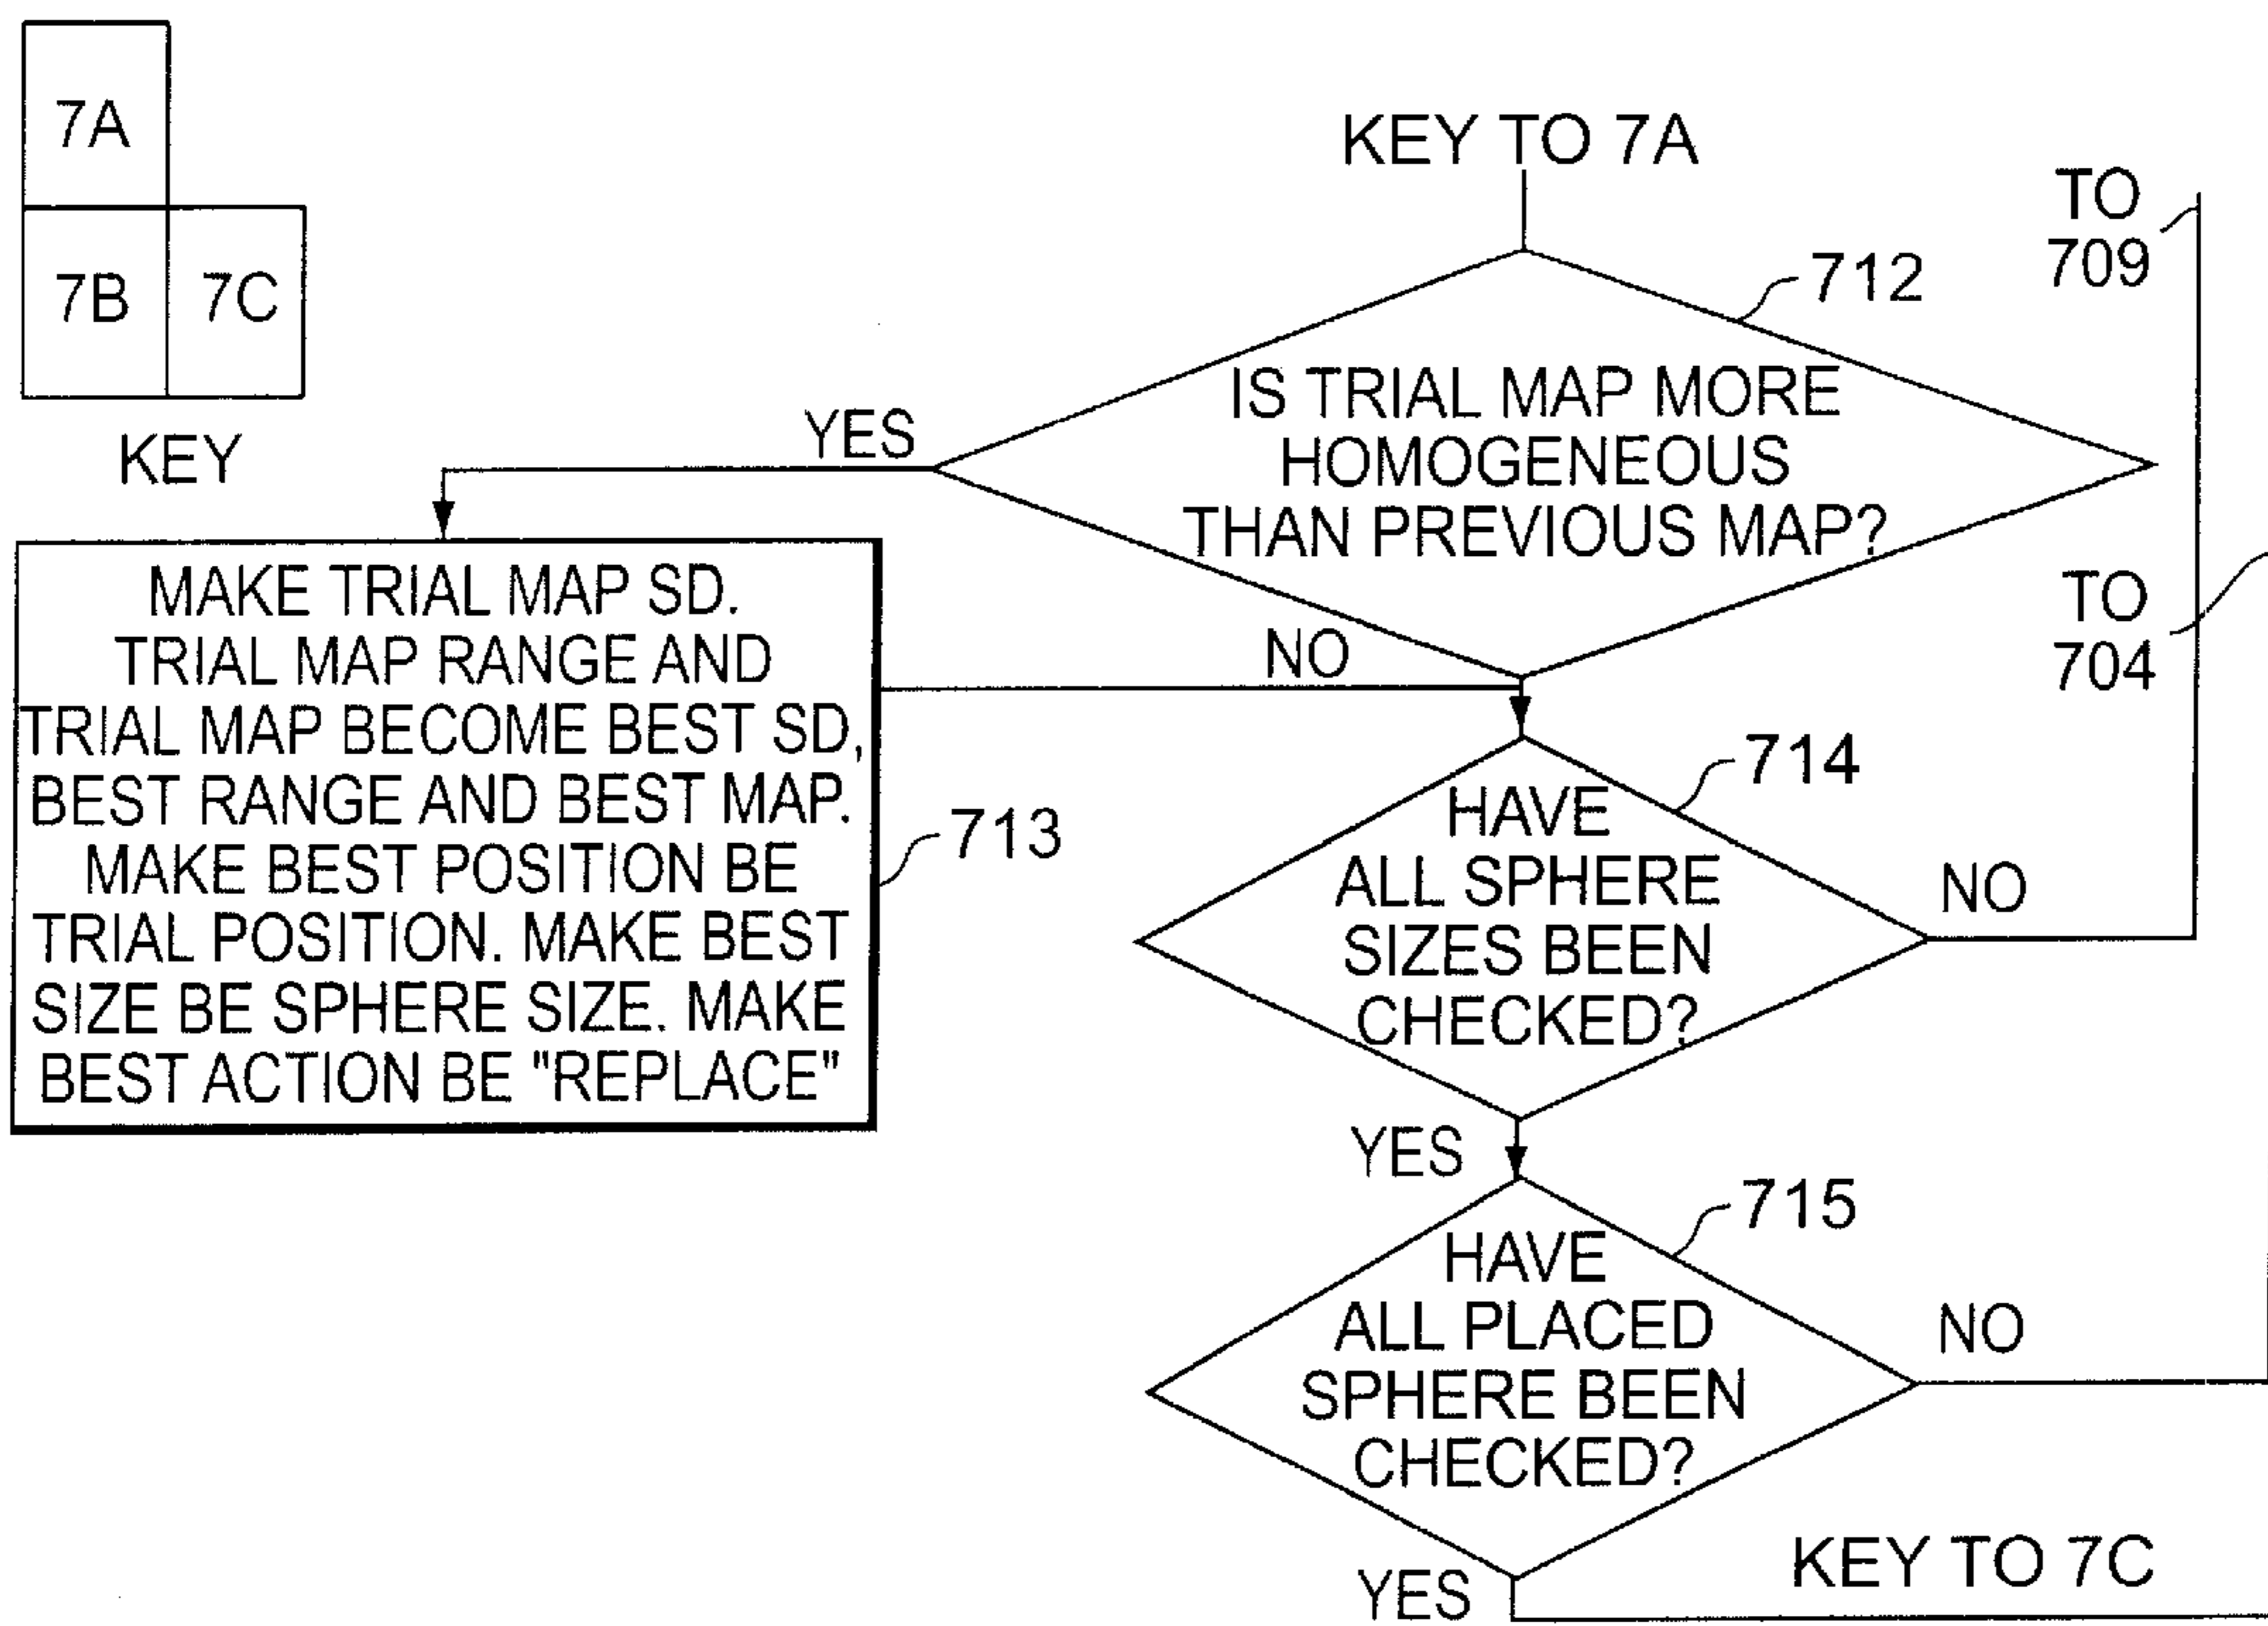 7A
7B 7C
KEY
KEY TO 7A
TO
709
712
IS TRIAL MAP MORE
HOMOGENEOUS
THAN PREVIOUS MAP?
YES
NO
TO
704
MAKE TRIAL MAP SD.
TRIAL MAP RANGE AND
TRIAL MAP BECOME BEST SD,
BEST RANGE AND BEST MAP.
MAKE BEST POSITION BE
TRIAL POSITION. MAKE BEST
SIZE BE SPHERE SIZE. MAKE
BEST ACTION BE "REPLACE"
713
714
HAVE
ALL SPHERE
SIZES BEEN
CHECKED?
NO
YES
715
HAVE
ALL PLACED
SPHERE BEEN
CHECKED?
NO
YES
KEY TO 7C